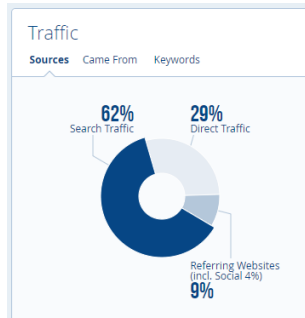 Traffic
Sources Came From Keywords
62%
Search Traffic
29%
Direct Traffic
Referring Websites
(incl. Social 4%)
9%